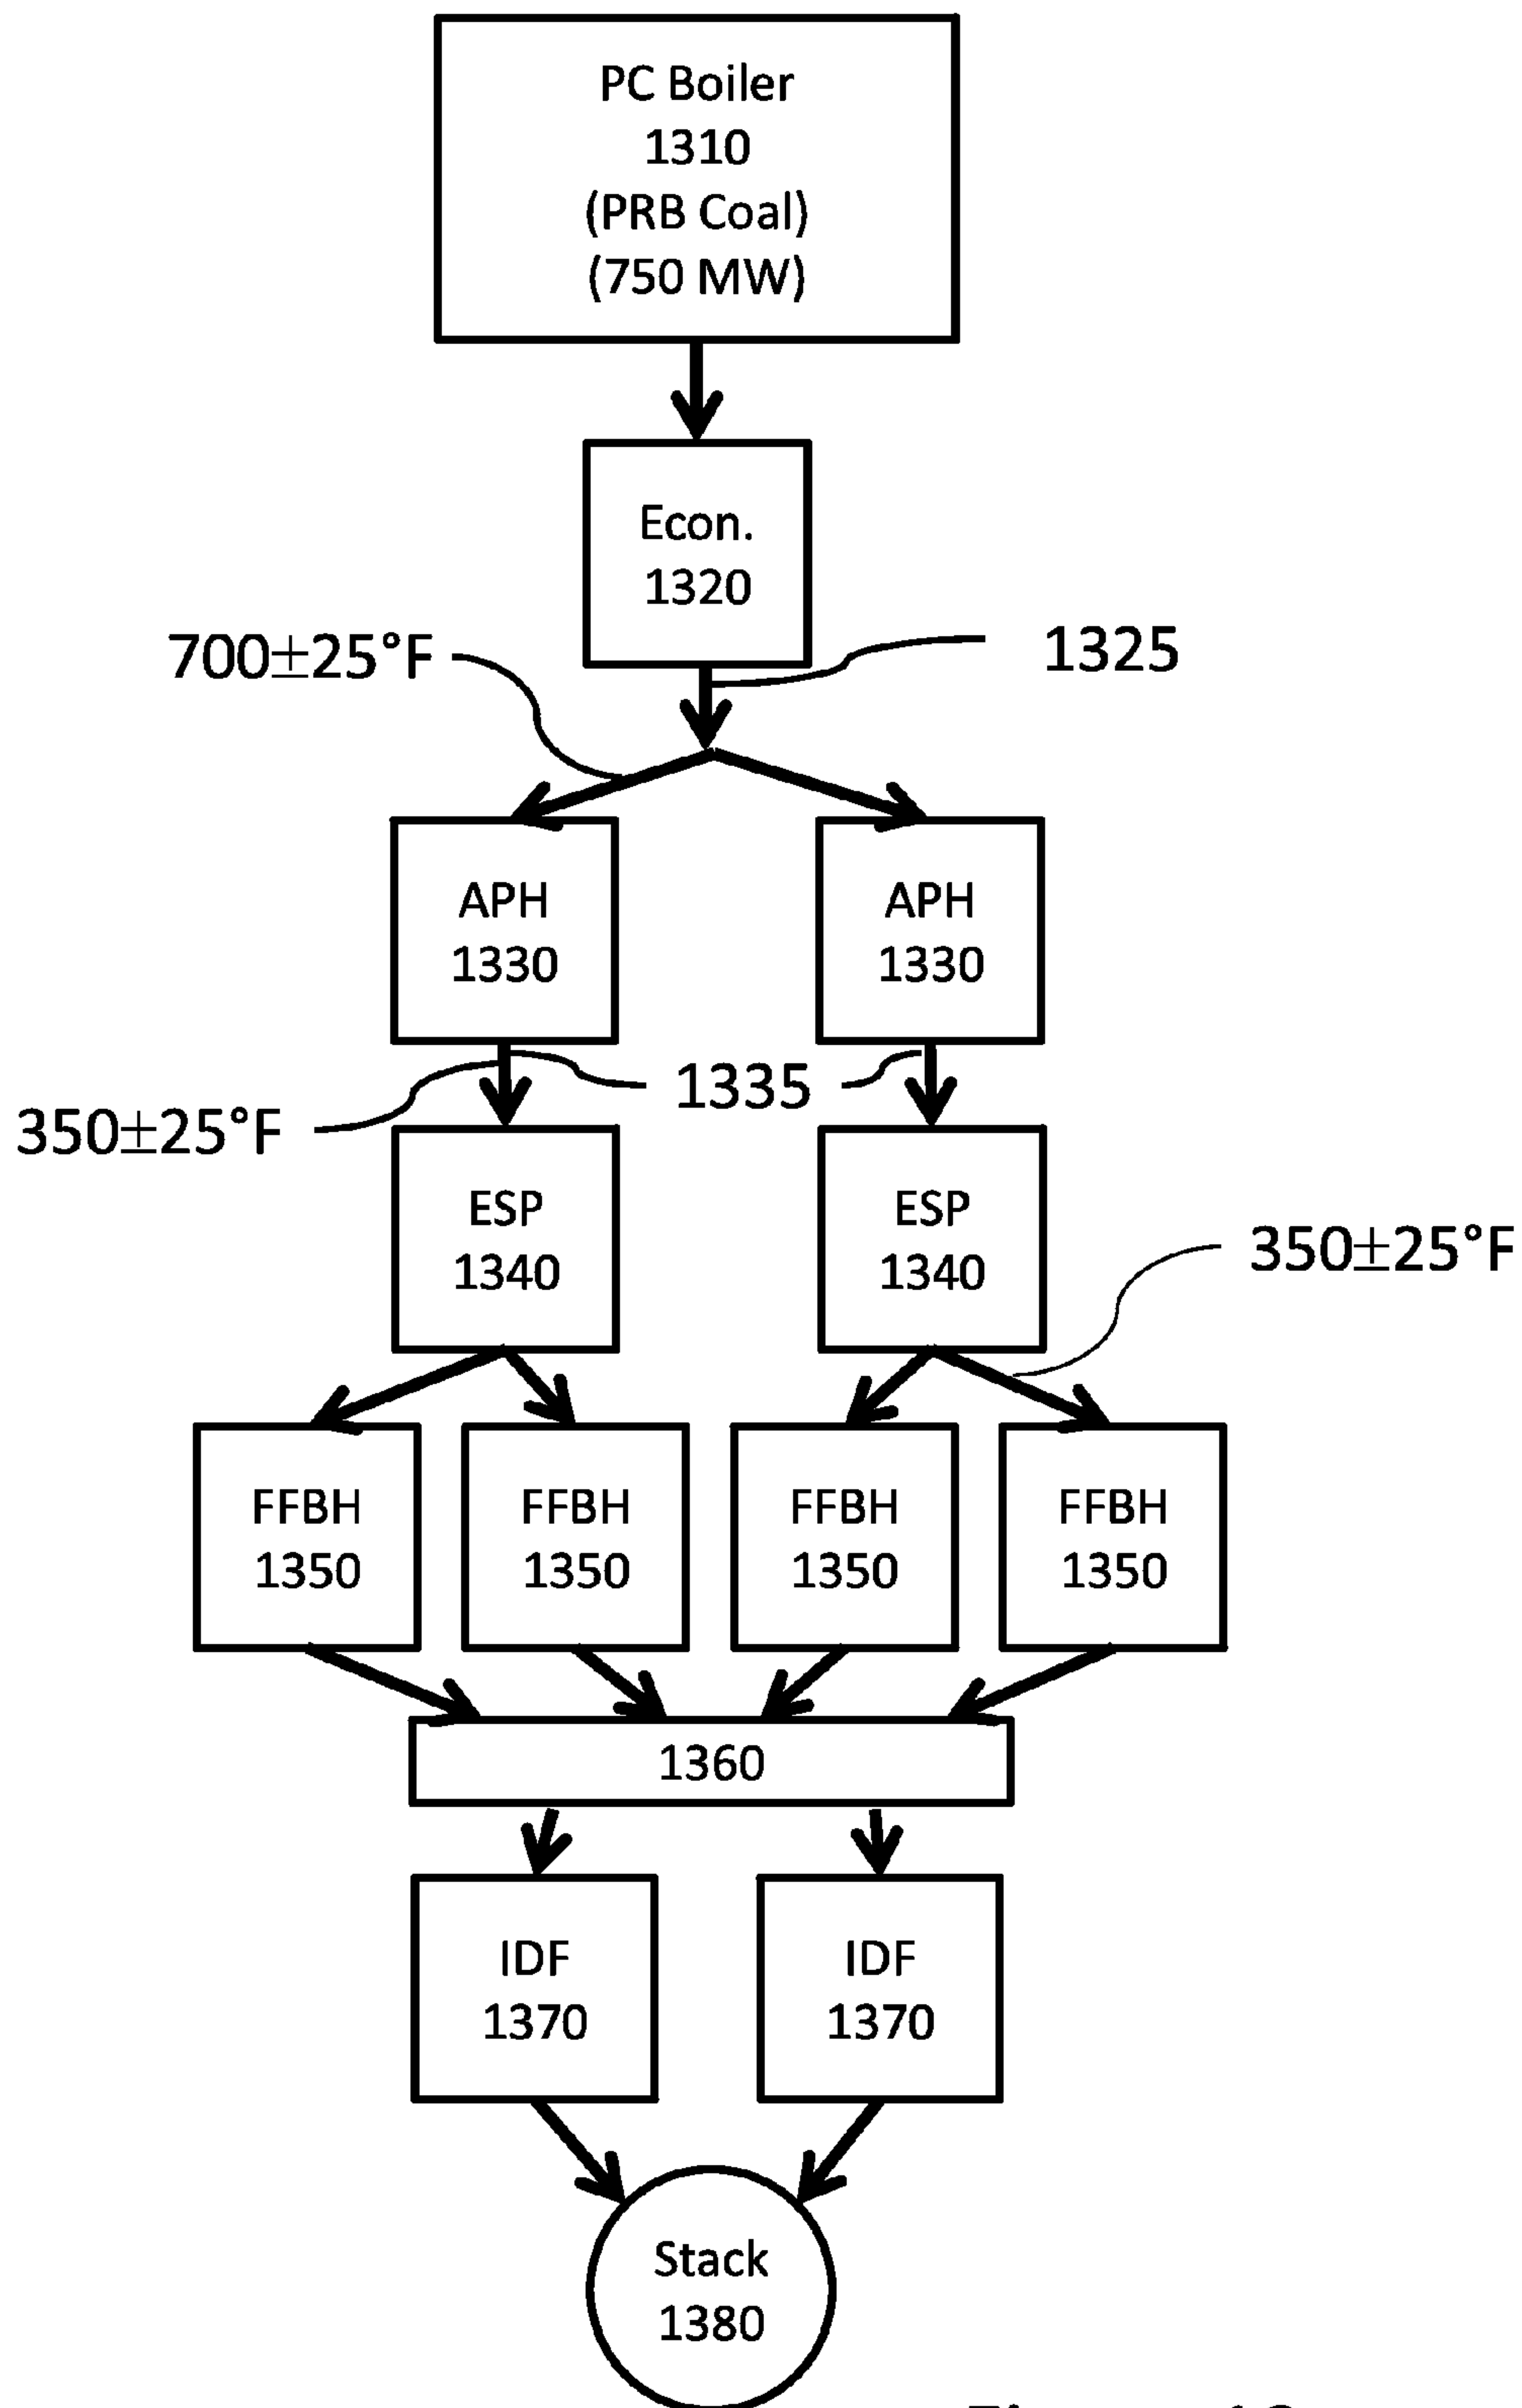 PC Boiler
1310
(PRB Coal)
(750 MW)
Econ.
1320
700±25°F
1325
APH
1330
APH
1330
350±25°F
1335
ESP
1340
ESP
1340
350±25°F
FFBH
1350
FFBH
1350
FFBH
1350
FFBH
1350
1360
IDF
1370
IDF
1370
Stack
1380